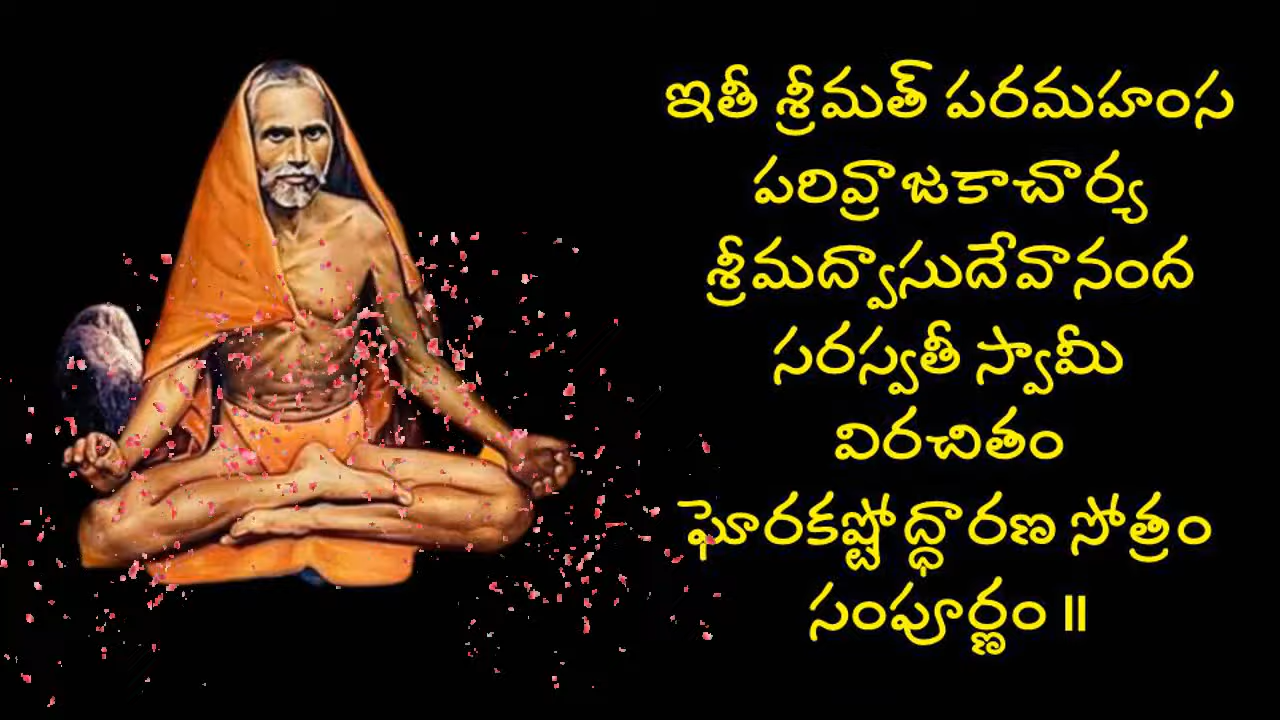 ఇతీ శ్రీమత్ పరమహంస
పరివ్రాజకాచార్య
శ్రీమద్వాసుదేవానంద
సరస్వతీ స్వామీ
విరచితం
ఘోరకష్టోద్ధారణ సోత్రం
సంపూర్ణం ॥